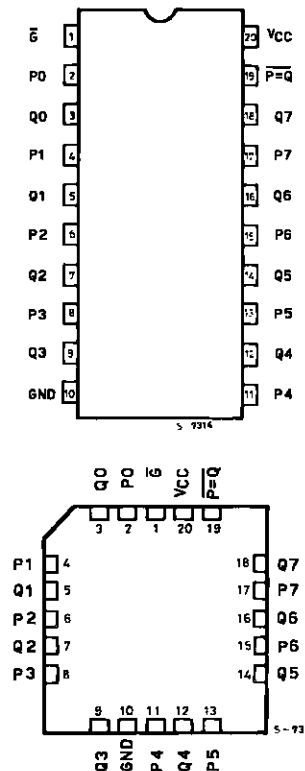 G̅ 1 20 VCC
P0 2 19 P̅=̅Q̅
Q0 3 18 Q7
P1 4 17 P7
Q1 5 16 Q6
P2 6 15 P6
Q2 7 14 Q5
P3 8 13 P5
Q3 9 12 Q4
GND 10 11 P4
S 7314
Q0 P0 G̅ VCC P̅=̅Q̅
3 2 1 20 19
P1 4 18 Q7
Q1 5 17 P7
P2 6 16 Q6
Q2 7 15 P6
P3 8 14 Q5
9 10 11 12 13
S-73
Q3 GND P4 Q4 P5